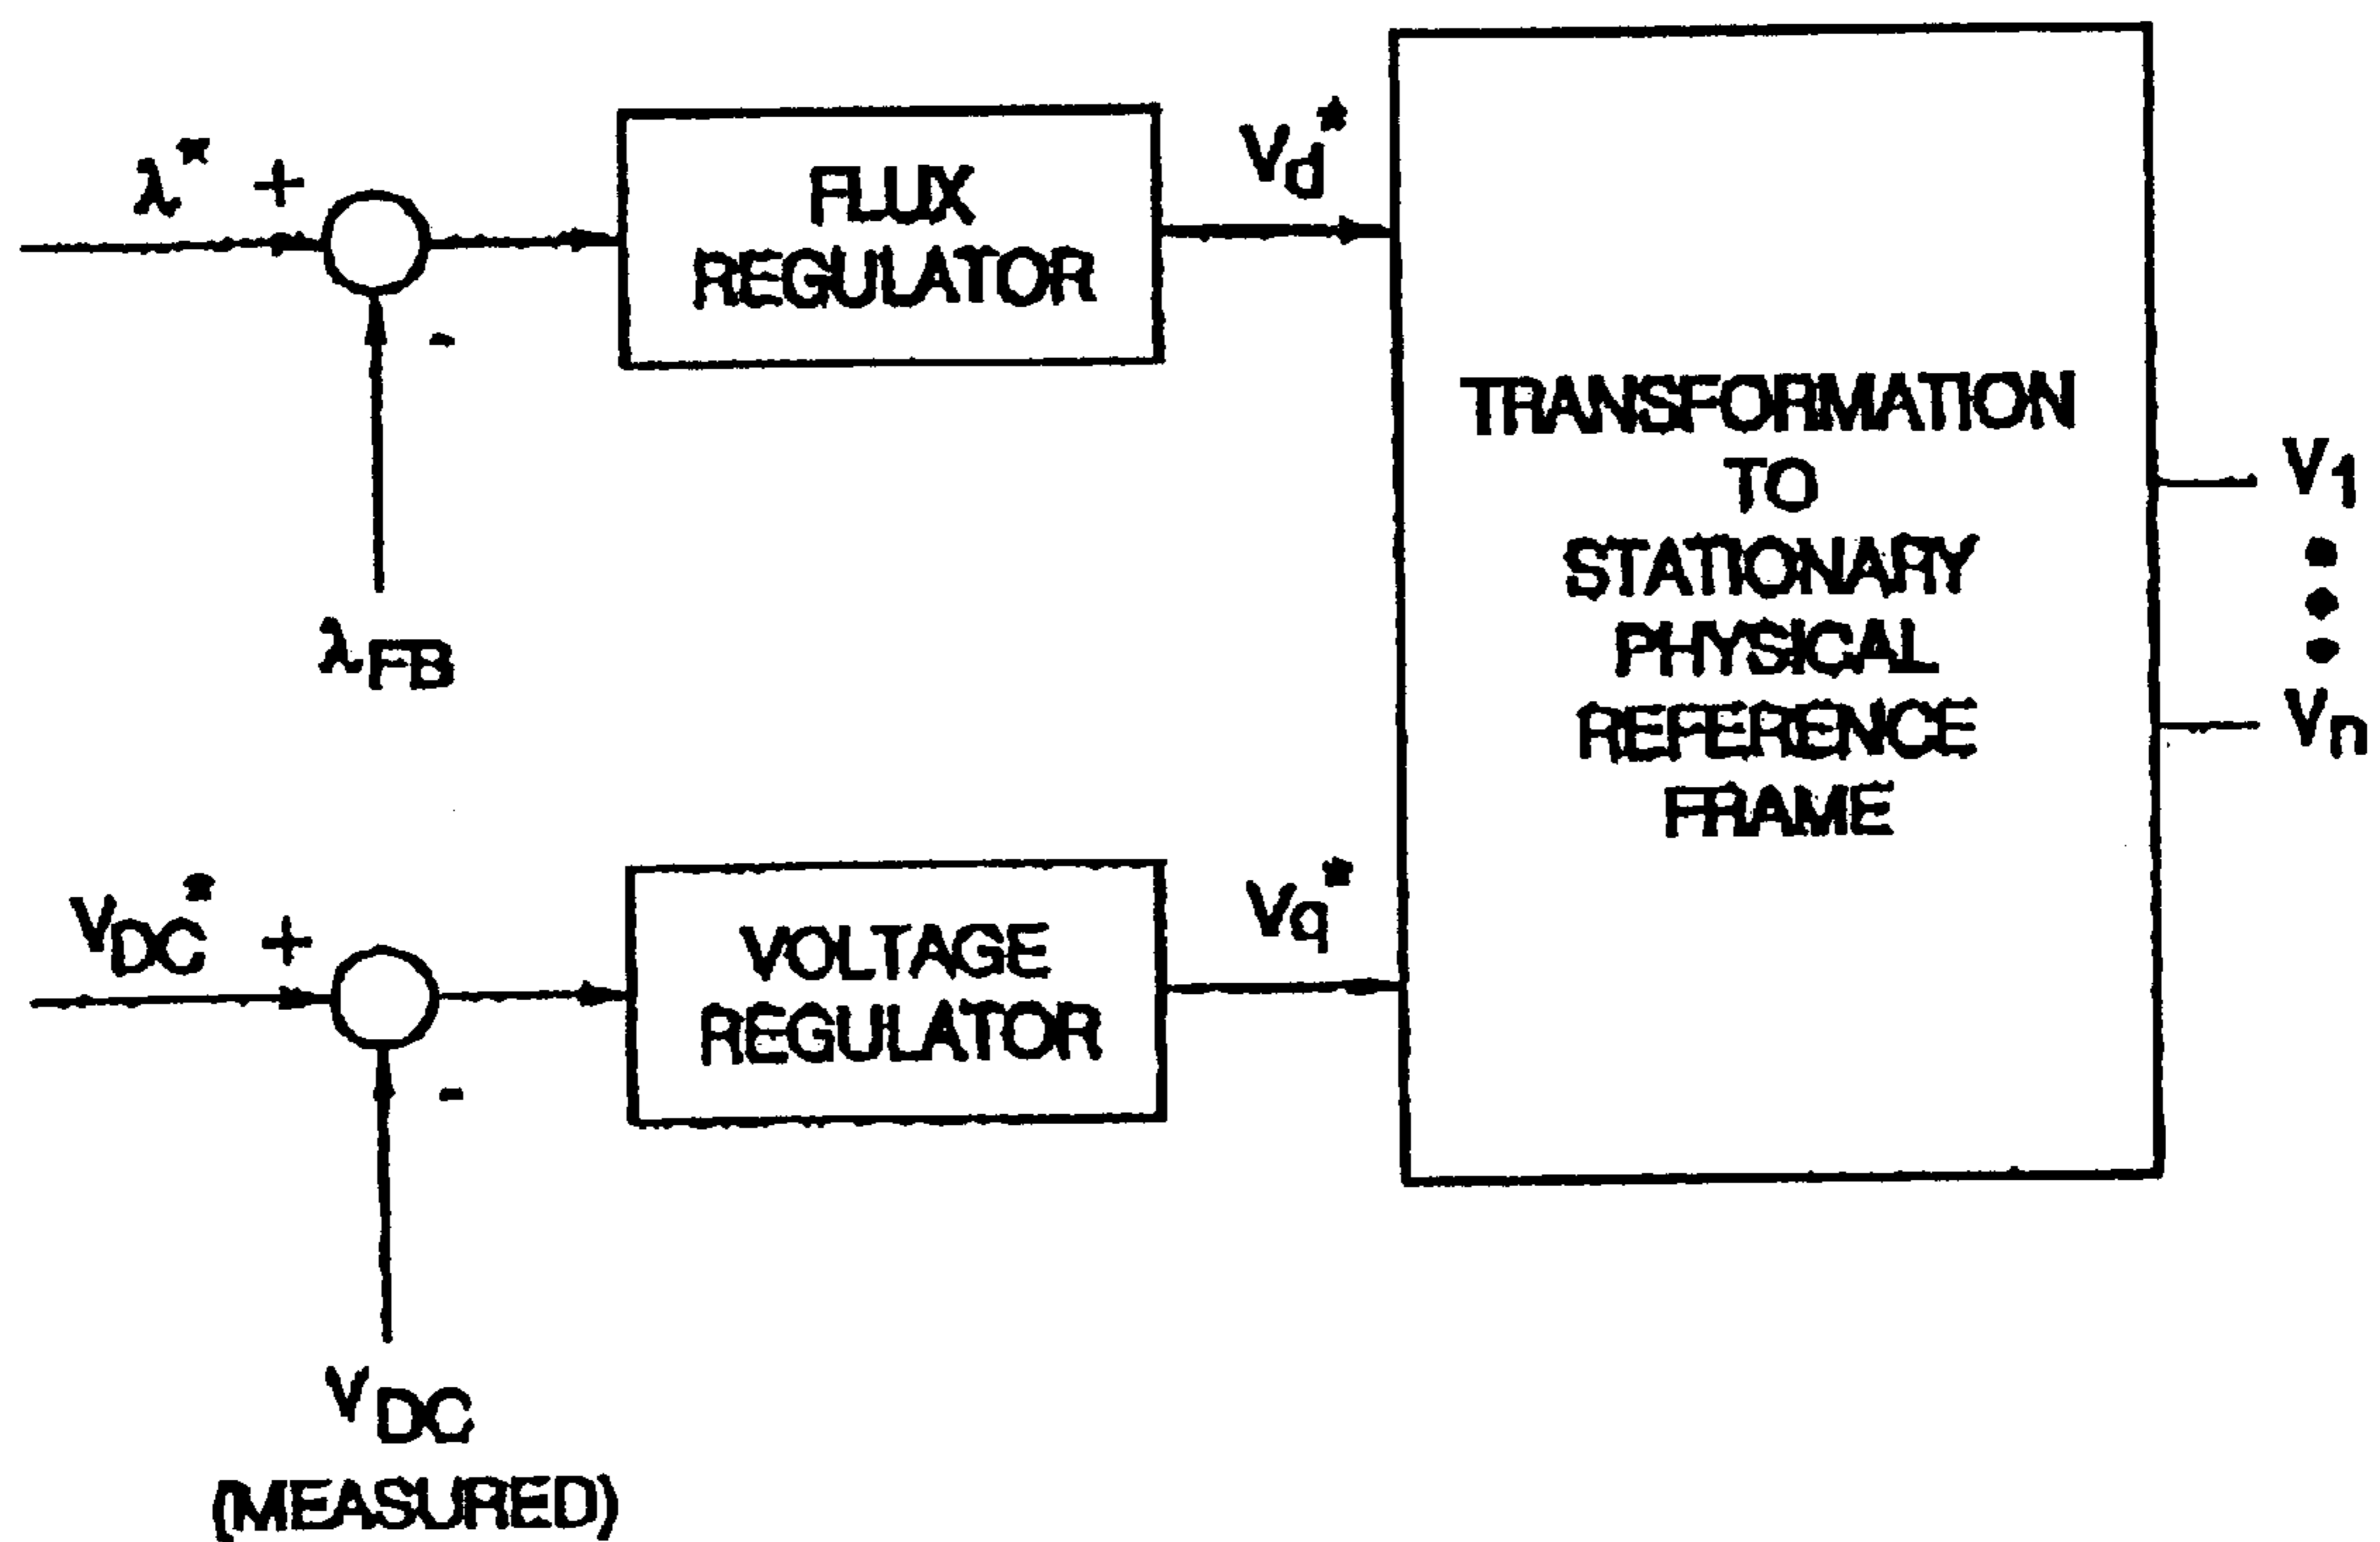 λ* +
-
λFB
FLUX
REGULATOR
Vd*
VDC* +
-
VDC
(MEASURED)
VOLTAGE
REGULATOR
Vq*
TRANSFORMATION
TO
STATIONARY
PHYSICAL
REFERENCE
FRAME
V1
Vn